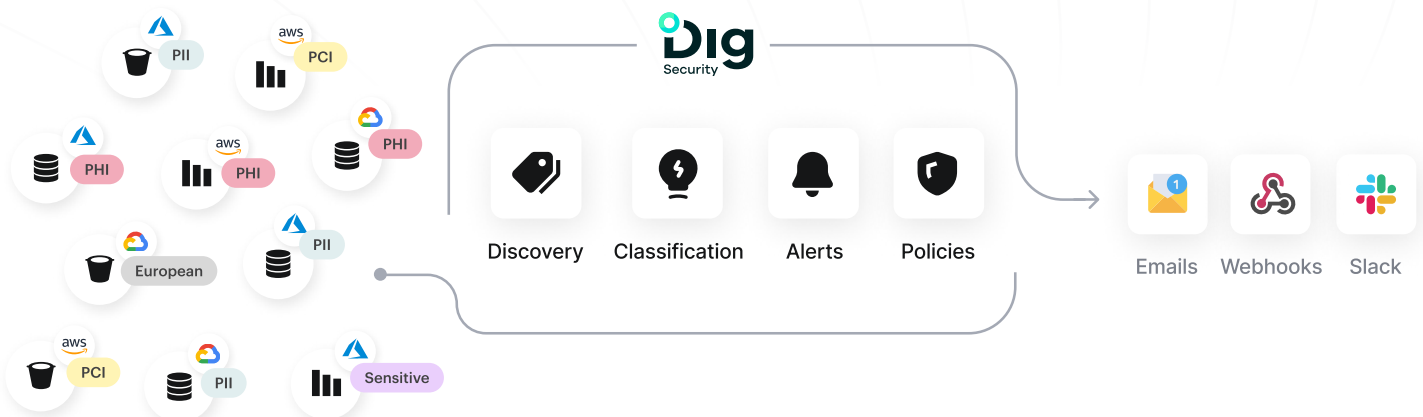 PII
aws
PCI
Dig
Security
PHI
aws
PHI
PHI
Discovery
Classification
Alerts
Policies
1
Emails
Webhooks
Slack
European
PII
aws
PCI
PII
Sensitive